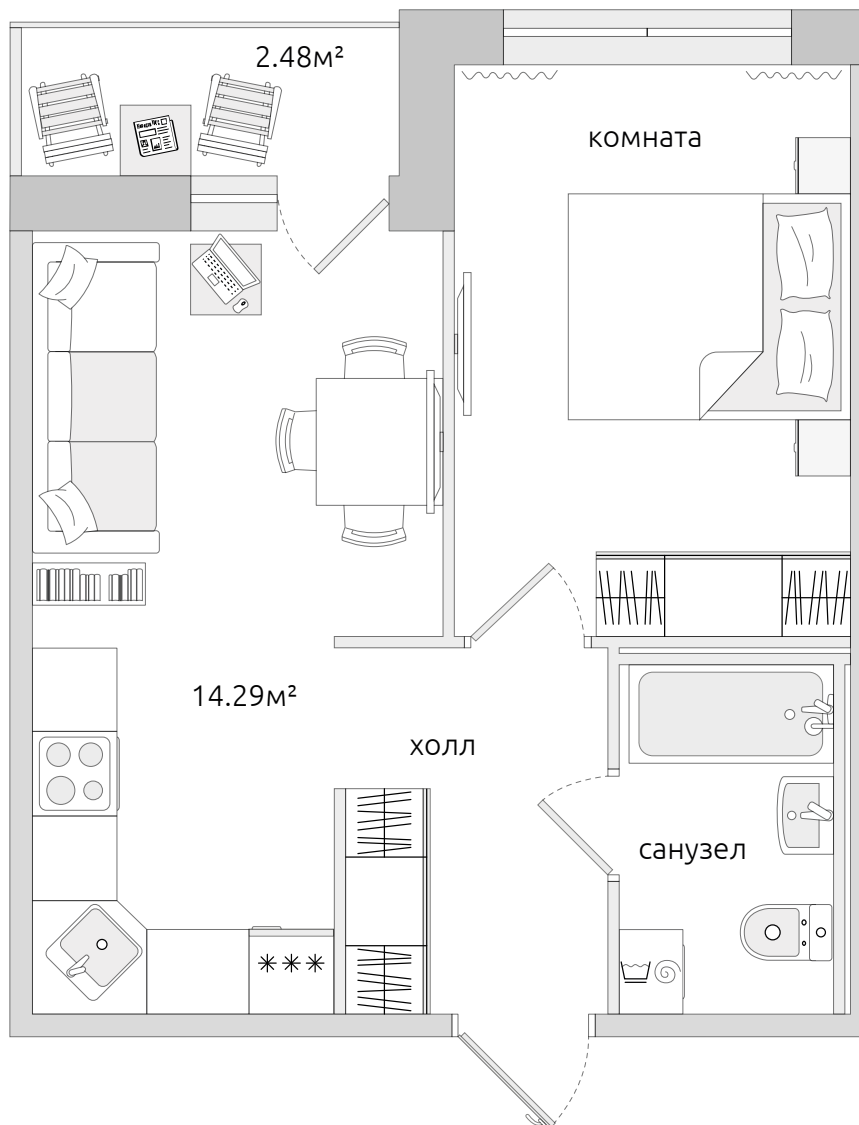 2.48м²
комната
14.29м²
холл
санузел